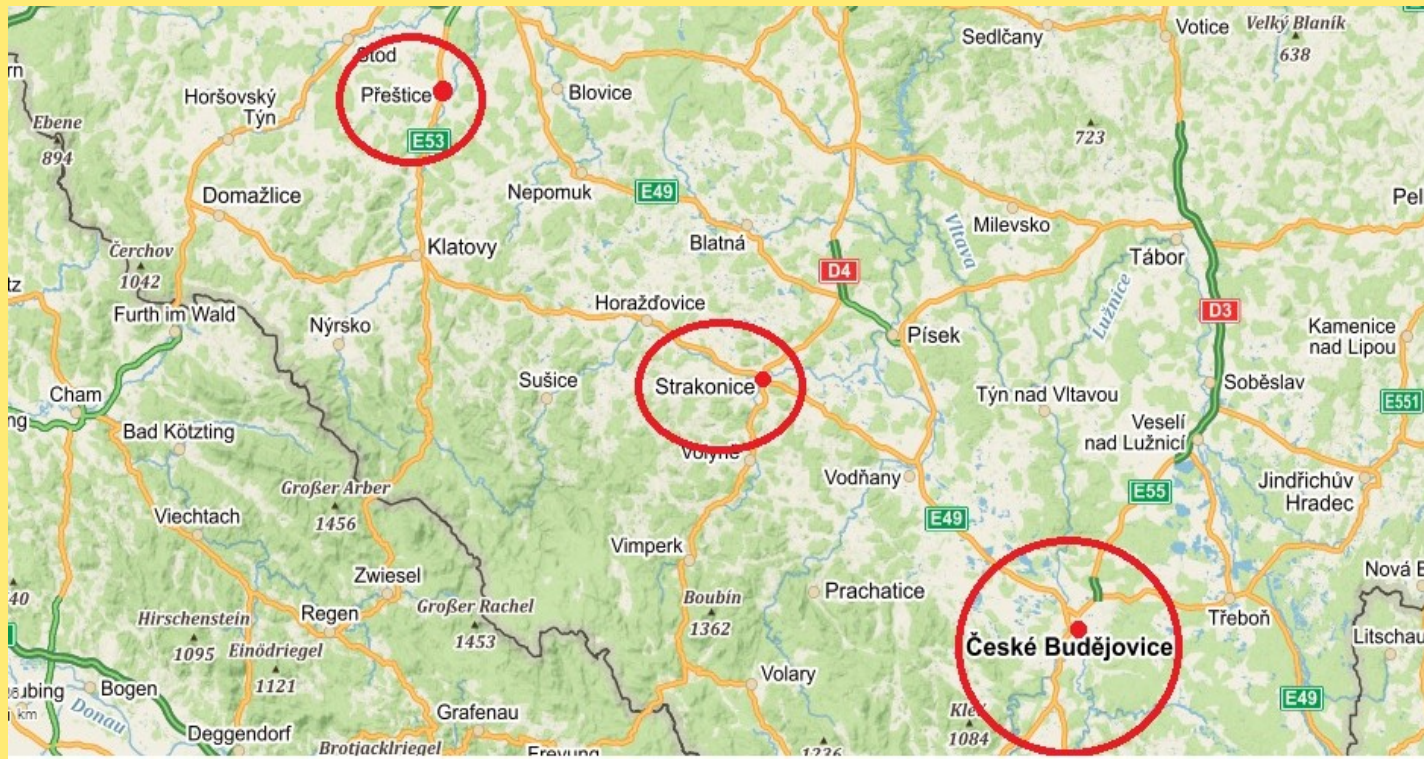 Sedlčany
Votice
Velký Blaník
638
Stod
Přeštice
Blovice
Horšovský
Týn
E53
Ebene
894
723
Domažlice
Nepomuk
E49
Milevsko
Vltava
Čerchov
1042
Klatovy
Blatná
Tábor
D4
Lužnice
Furth im Wald
Horažďovice
D3
Nýrsko
Písek
Kamenice
nad Lipou
Cham
Sušice
Strakonice
Týn nad Vltavou
Soběslav
E551
Bad Kötzting
Volyně
Veselí
nad Lužnicí
Vodňany
Jindřichův
Hradec
Großer Arber
1456
E55
Viechtach
E49
Vimperk
Zwiesel
Prachatice
Boubín
1362
Regen
Großer Rachel
1453
Třeboň
Hirschenstein
1095
Einödriegel
1121
České Budějovice
Litschau
Volary
Bogen
Donau
km
Grafenau
Kleť
1084
E49
Deggendorf
Brotjacklriegel
Freyung
1236